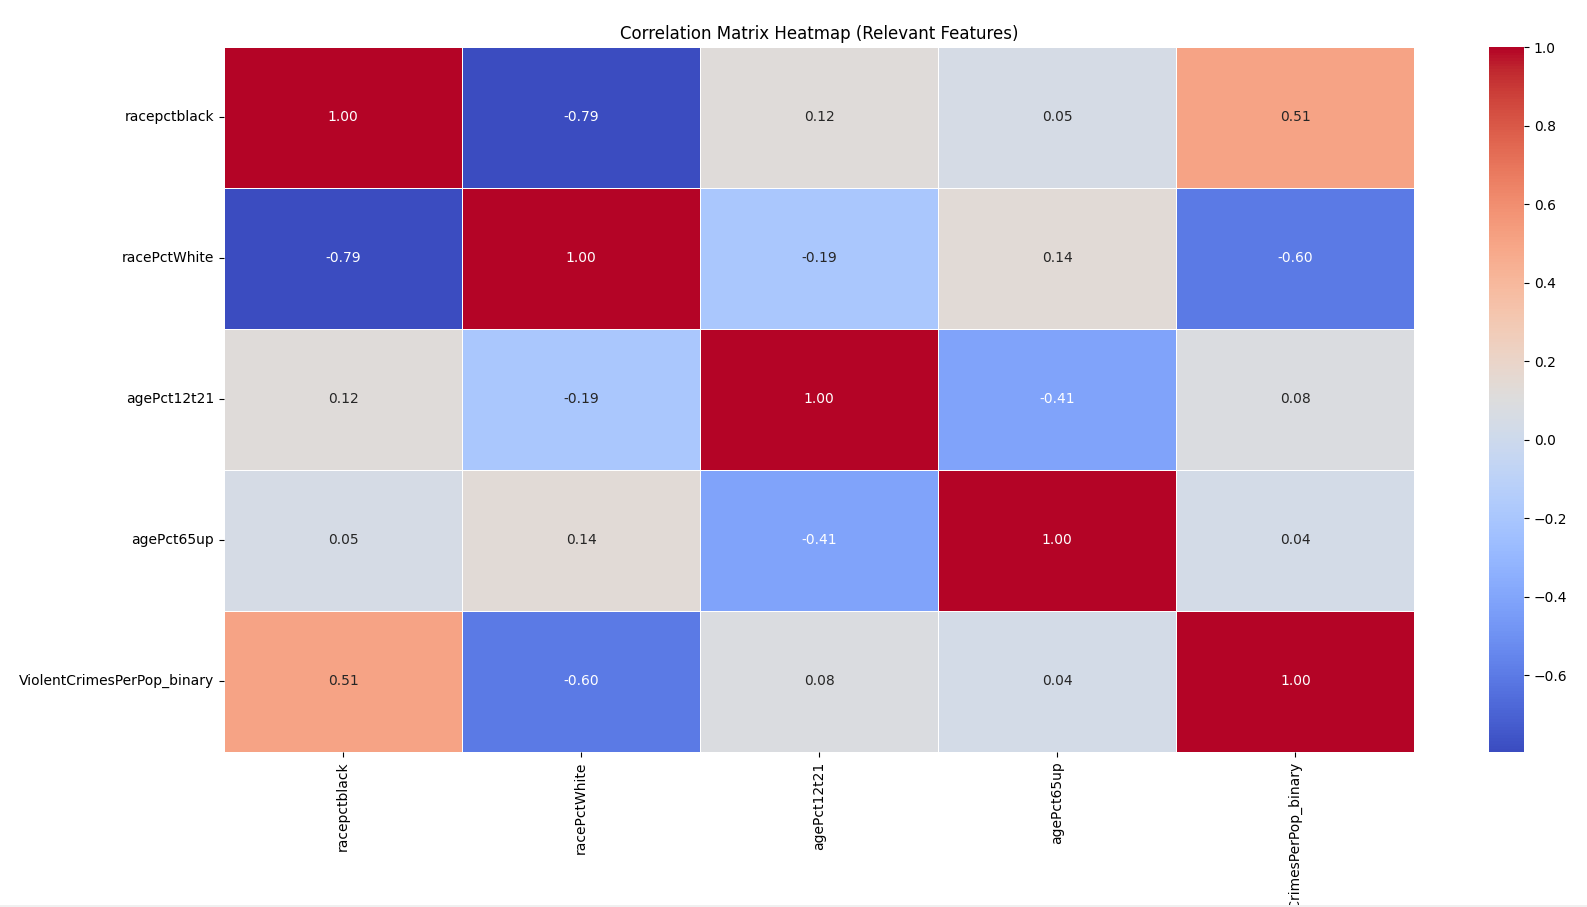 Correlation Matrix Heatmap (Relevant Features)
racepctblack 1.00 -0.79 0.12 0.05 0.51
racePctWhite -0.79 1.00 -0.19 0.14 -0.60
agePct12t21 0.12 -0.19 1.00 -0.41 0.08
agePct65up 0.05 0.14 -0.41 1.00 0.04
ViolentCrimesPerPop_binary 0.51 -0.60 0.08 0.04 1.00
racepctblack
racePctWhite
agePct12t21
agePct65up
CrimesPerPop_binary
1.0
0.8
0.6
0.4
0.2
0.0
−0.2
−0.4
−0.6